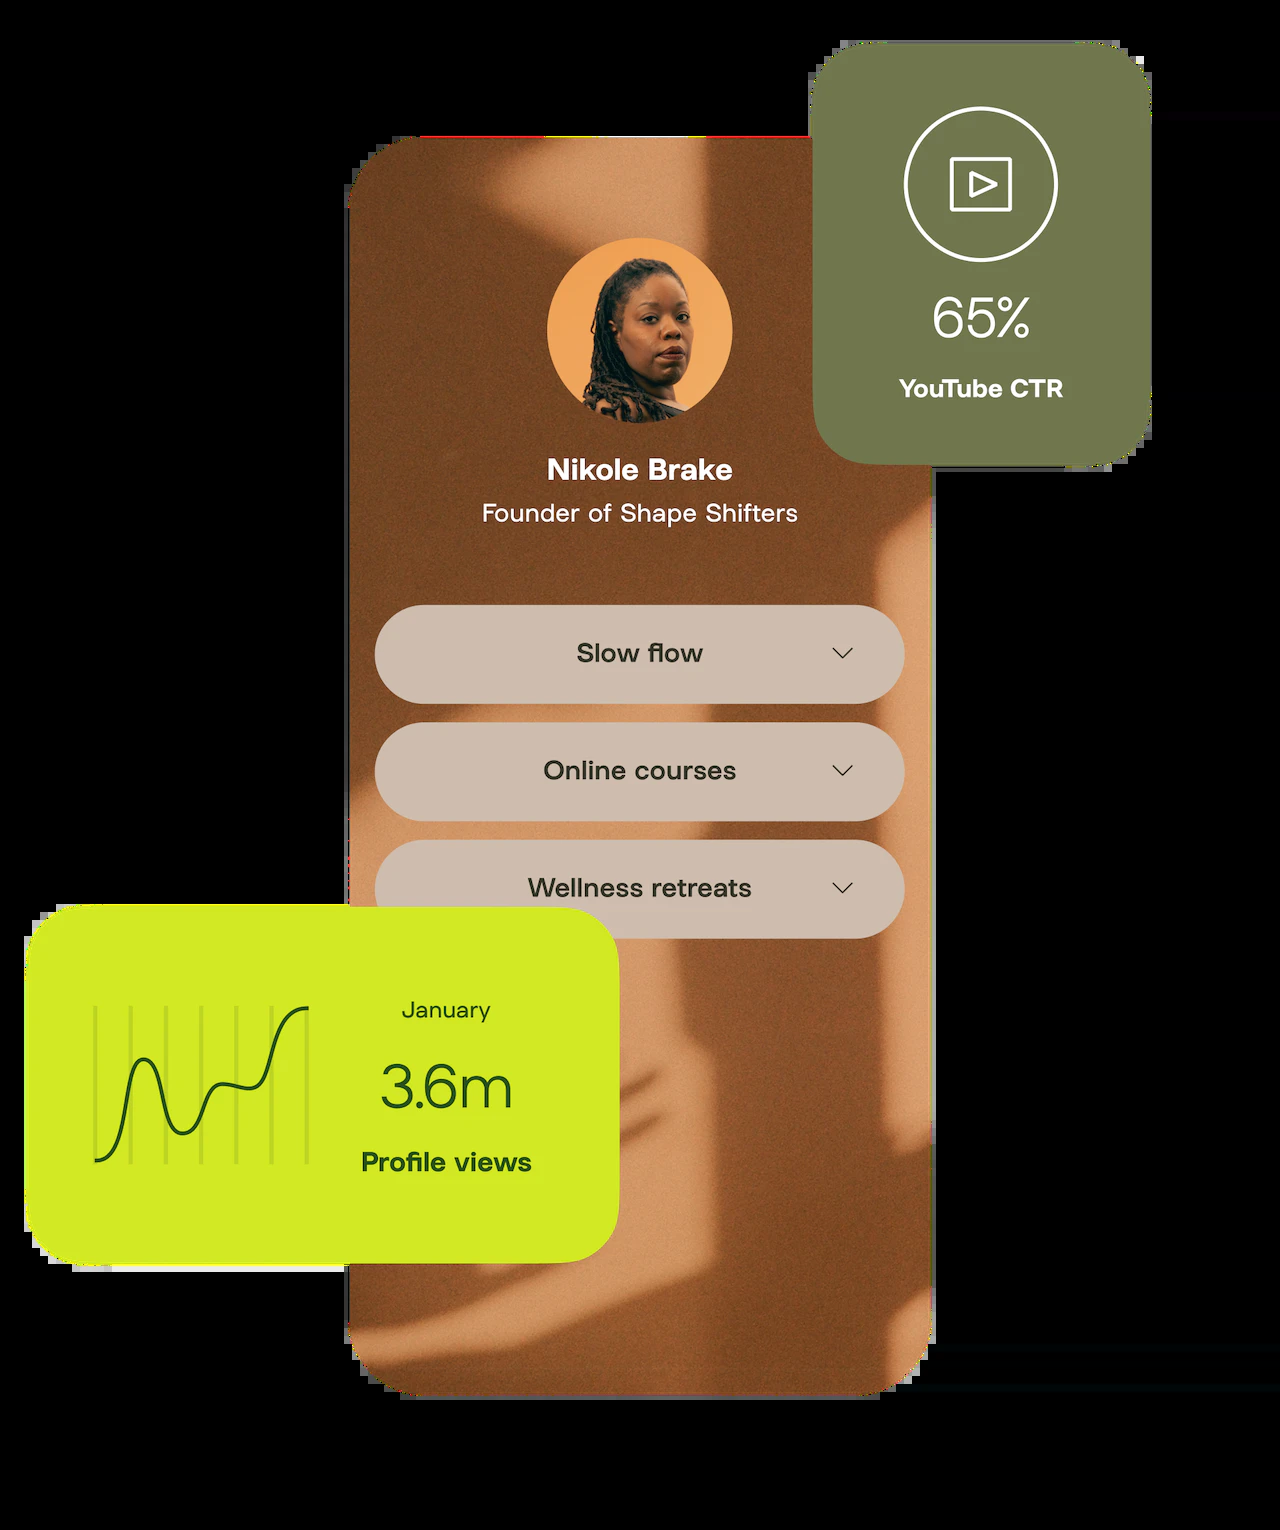 65%
YouTube CTR
Nikole Brake
Founder of Shape Shifters
Slow flow
Online courses
Wellness retreats
January
3.6m
Profile views